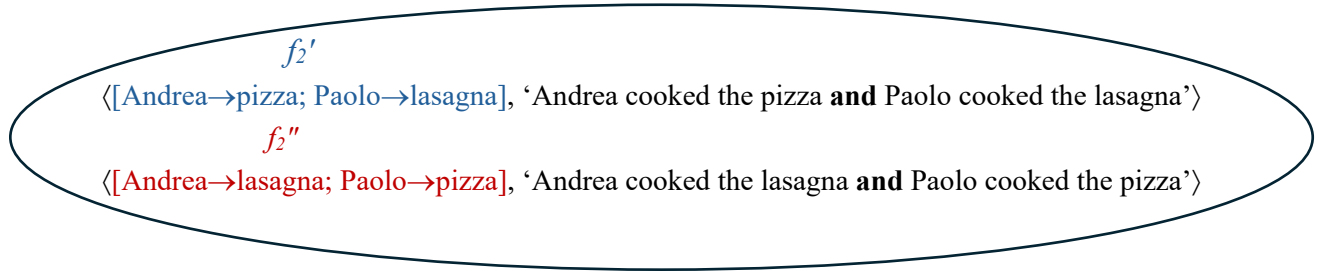 f₂′
⟨[Andrea→pizza; Paolo→lasagna], ‘Andrea cooked the pizza and Paolo cooked the lasagna’⟩
f₂″
⟨[Andrea→lasagna; Paolo→pizza], ‘Andrea cooked the lasagna and Paolo cooked the pizza’⟩